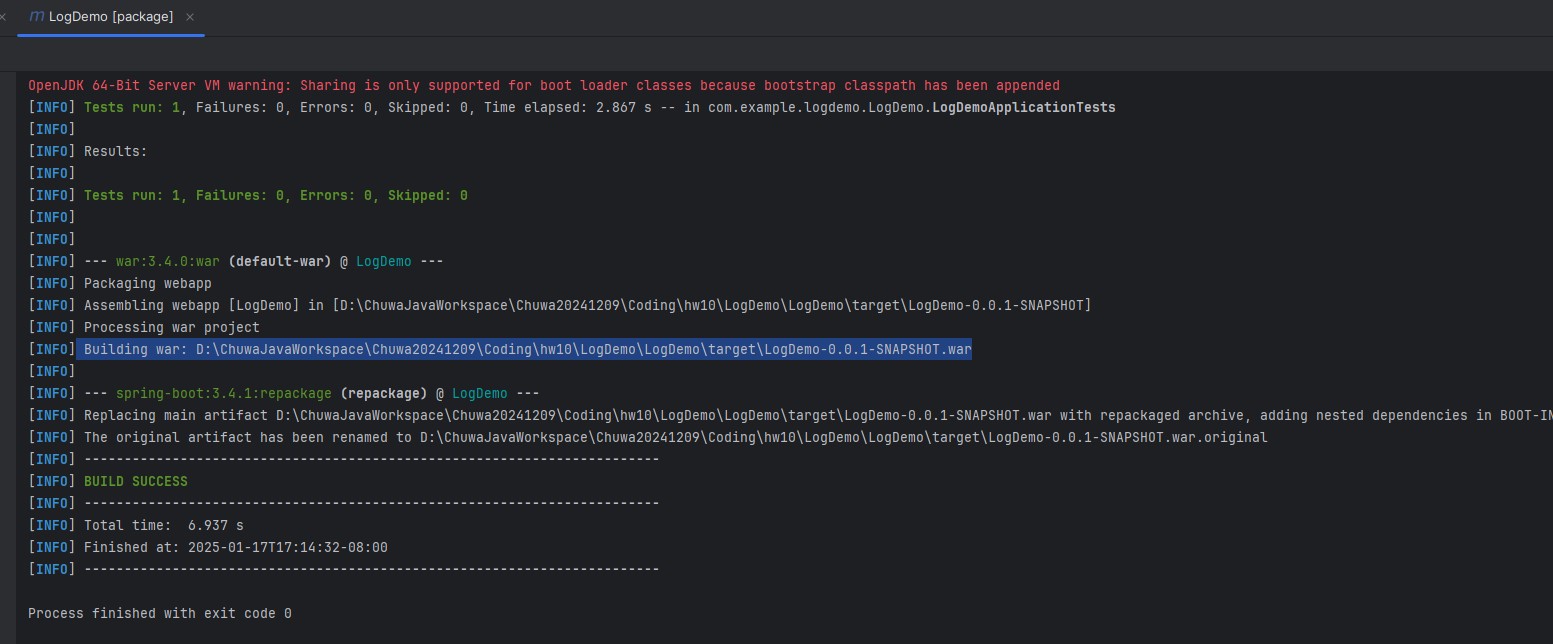 LogDemo [package]
OpenJDK 64-Bit Server VM warning: Sharing is only supported for boot loader classes because bootstrap classpath has been appended
[INFO] Tests run: 1, Failures: 0, Errors: 0, Skipped: 0, Time elapsed: 2.867 s -- in com.example.logdemo.LogDemo.LogDemoApplicationTests
[INFO]
[INFO] Results:
[INFO]
[INFO] Tests run: 1, Failures: 0, Errors: 0, Skipped: 0
[INFO]
[INFO]
[INFO] --- war:3.4.0:war (default-war) @ LogDemo ---
[INFO] Packaging webapp
[INFO] Assembling webapp [LogDemo] in [D:\ChuwaJavaWorkspace\Chuwa20241209\Coding\hw10\LogDemo\LogDemo\target\LogDemo-0.0.1-SNAPSHOT]
[INFO] Processing war project
[INFO] Building war: D:\ChuwaJavaWorkspace\Chuwa20241209\Coding\hw10\LogDemo\LogDemo\target\LogDemo-0.0.1-SNAPSHOT.war
[INFO]
[INFO] --- spring-boot:3.4.1:repackage (repackage) @ LogDemo ---
[INFO] Replacing main artifact D:\ChuwaJavaWorkspace\Chuwa20241209\Coding\hw10\LogDemo\LogDemo\target\LogDemo-0.0.1-SNAPSHOT.war with repackaged archive, adding nested dependencies in BOOT-IN
[INFO] The original artifact has been renamed to D:\ChuwaJavaWorkspace\Chuwa20241209\Coding\hw10\LogDemo\LogDemo\target\LogDemo-0.0.1-SNAPSHOT.war.original
[INFO] ------------------------------------------------------------------------
[INFO] BUILD SUCCESS
[INFO] ------------------------------------------------------------------------
[INFO] Total time:  6.937 s
[INFO] Finished at: 2025-01-17T17:14:32-08:00
[INFO] ------------------------------------------------------------------------
Process finished with exit code 0